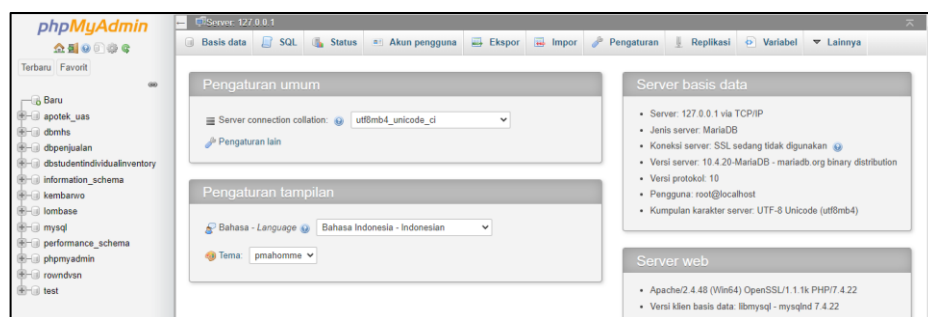 phpMyAdmin
Terbaru Favorit
Baru
apotek_uas
dbmhs
dbpenjualan
dbstudentindividualinventory
information_schema
kembarwo
lombase
mysql
performance_schema
phpmyadmin
rowndvsn
test
Server: 127.0.0.1
Basis data SQL Status Akun pengguna Ekspor Impor Pengaturan Replikasi Variabel Lainnya
Pengaturan umum
Server connection collation: utf8mb4_unicode_ci
Pengaturan lain
Pengaturan tampilan
Bahasa - Language Bahasa Indonesia - Indonesian
Tema: pmahomme
Server basis data
Server: 127.0.0.1 via TCP/IP
Jenis server: MariaDB
Koneksi server: SSL sedang tidak digunakan
Versi server: 10.4.20-MariaDB - mariadb.org binary distribution
Versi protokol: 10
Pengguna: root@localhost
Kumpulan karakter server: UTF-8 Unicode (utf8mb4)
Server web
Apache/2.4.48 (Win64) OpenSSL/1.1.1k PHP/7.4.22
Versi klien basis data: libmysql - mysqlnd 7.4.22